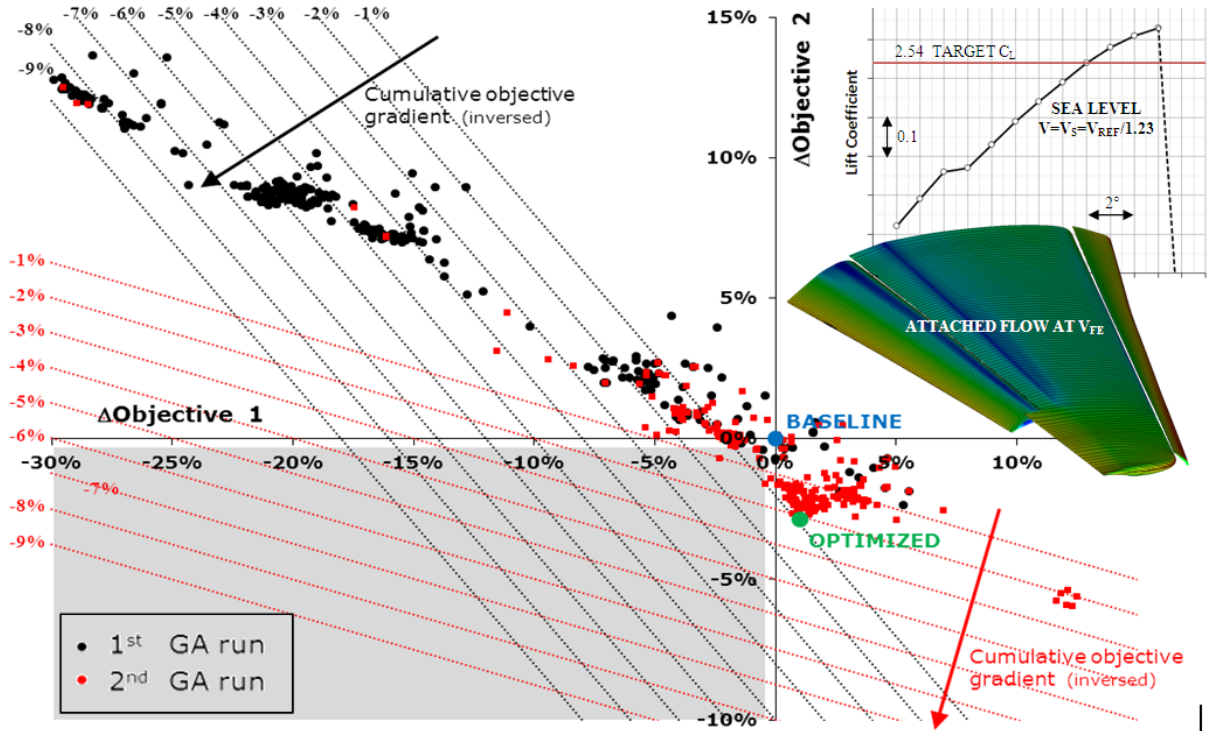 -7% -6% -5% -4% -3% -2% -1%
-8%
-9%
15%
10%
5%
0%
-5%
-10%
ΔObjective 2
Cumulative objective
gradient (inversed)
2.54 TARGET CL
Lift Coefficient
0.1
SEA LEVEL
V=VS=VREF/1.23
2°
ATTACHED FLOW AT VFE
-1%
-2%
-3%
-4%
-5%
-6%
-7%
-8%
-9%
ΔObjective 1
BASELINE
-30% -25% -20% -15% -10% -5% 0% 5% 10%
OPTIMIZED
• 1st GA run
▪ 2nd GA run
Cumulative objective
gradient (inversed)